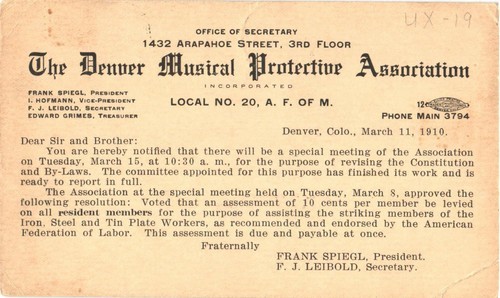 UX-19
OFFICE OF SECRETARY
1432 ARAPAHOE STREET, 3RD FLOOR
The Denver Musical Protective Association
INCORPORATED
FRANK SPIEGL, PRESIDENT
I. HOFMANN, VICE-PRESIDENT
F. J. LEIBOLD, SECRETARY
EDWARD GRIMES, TREASURER
LOCAL NO. 20, A. F. OF M.
PHONE MAIN 3794
Denver, Colo., March 11, 1910.
Dear Sir and Brother:
You are hereby notified that there will be a special meeting of the Association
on Tuesday, March 15, at 10:30 a. m., for the purpose of revising the Constitution
and By-Laws. The committee appointed for this purpose has finished its work and is
ready to report in full.
The Association at the special meeting held on Tuesday, March 8, approved the
following resolution: Voted that an assessment of 10 cents per member be levied
on all resident members for the purpose of assisting the striking members of the
Iron, Steel and Tin Plate Workers, as recommended and endorsed by the American
Federation of Labor. This assessment is due and payable at once.
Fraternally
FRANK SPIEGL, President.
F. J. LEIBOLD, Secretary.